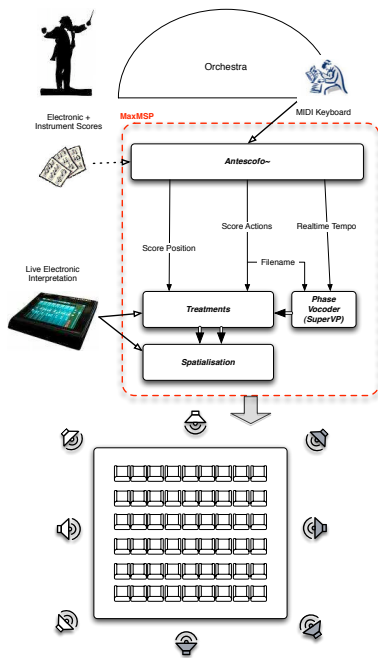 Orchestra
MIDI Keyboard
Electronic +
Instrument Scores
MaxMSP
Antescofo~
Score Position
Score Actions
Realtime Tempo
Filename
Live Electronic
Interpretation
Treatments
Phase
Vocoder
(SuperVP)
Spatialisation